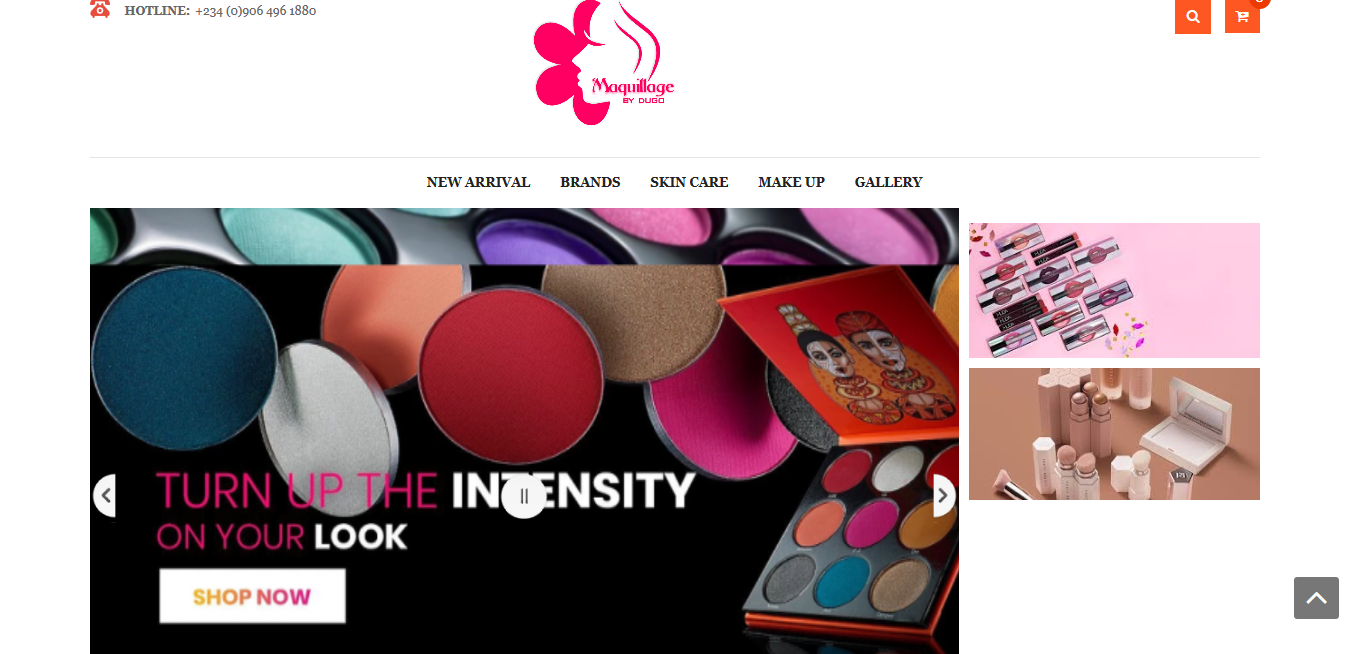 HOTLINE: +234 (0)906 496 1880
Maquillage
BY DUGO
NEW ARRIVAL BRANDS SKIN CARE MAKE UP GALLERY
TURN UP THE INTENSITY
ON YOUR LOOK
SHOP NOW